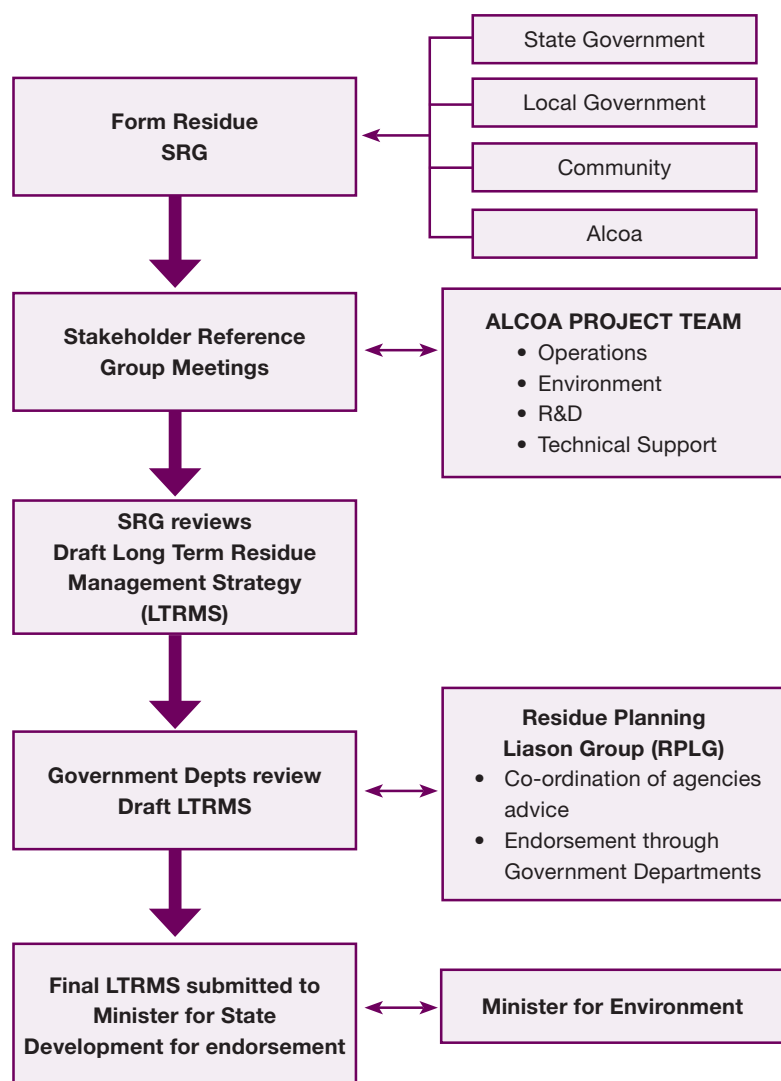 State Government
Local Government
Community
Alcoa
Form Residue
SRG
Stakeholder Reference
Group Meetings
ALCOA PROJECT TEAM
• Operations
• Environment
• R&D
• Technical Support
SRG reviews
Draft Long Term Residue
Management Strategy
(LTRMS)
Government Depts review
Draft LTRMS
Residue Planning
Liason Group (RPLG)
• Co-ordination of agencies
advice
• Endorsement through
Government Departments
Final LTRMS submitted to
Minister for State
Development for endorsement
Minister for Environment